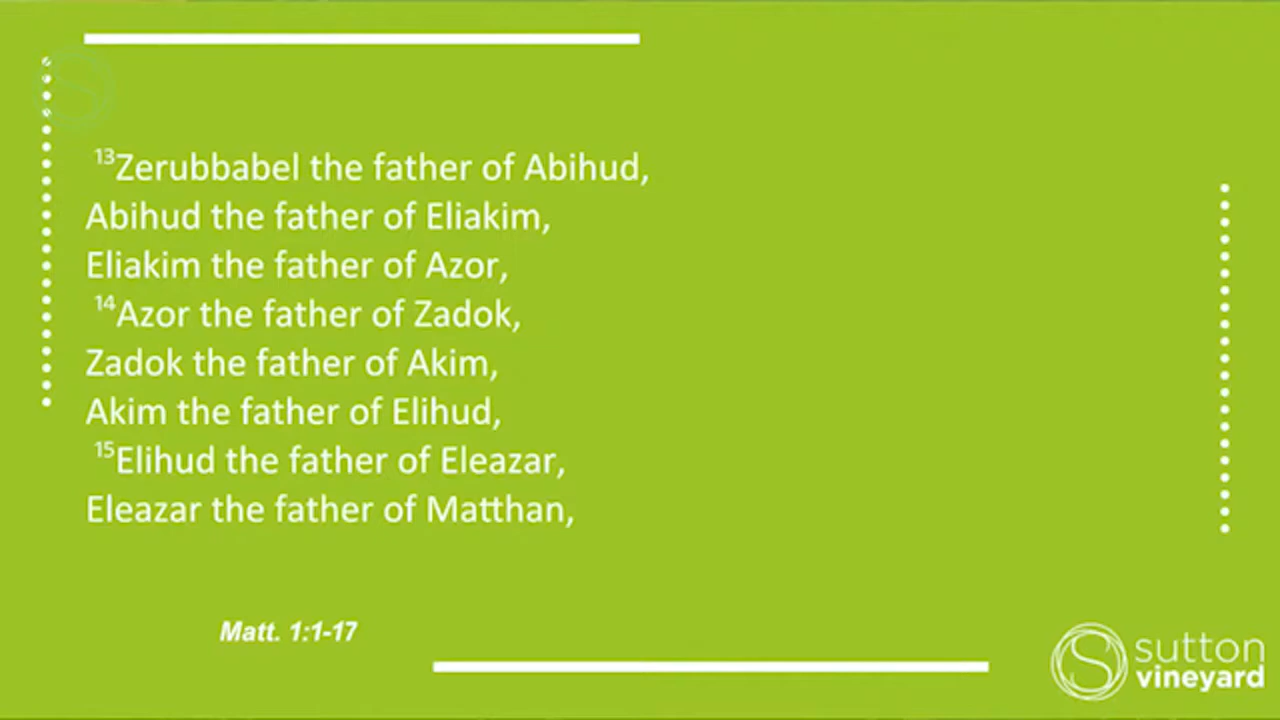 13Zerubbabel the father of Abihud,
Abihud the father of Eliakim,
Eliakim the father of Azor,
14Azor the father of Zadok,
Zadok the father of Akim,
Akim the father of Elihud,
15Elihud the father of Eleazar,
Eleazar the father of Matthan,
Matt. 1:1-17
sutton
vineyard